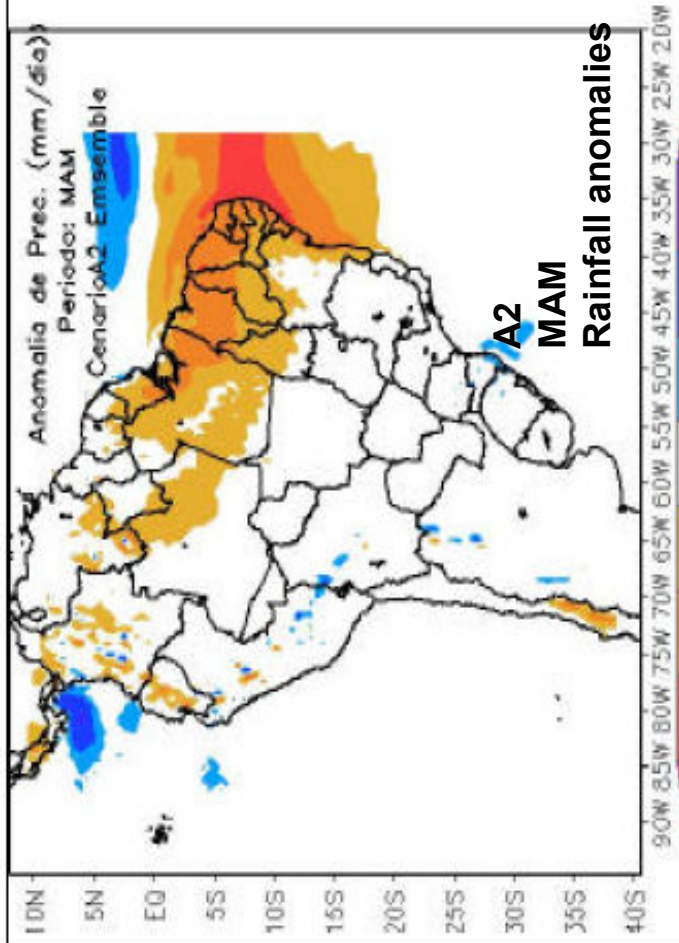 Anomalia de Prec. (mm/dia))
Periodo: MAM
CenarioA2 Emsemble
10N
5N
EQ
5S
10S
15S
20S
25S
30S
35S
40S
A2
MAM
Rainfall anomalies
90W 85W 80W 75W 70W 65W 60W 55W 50W 45W 40W 35W 30W 25W 20W